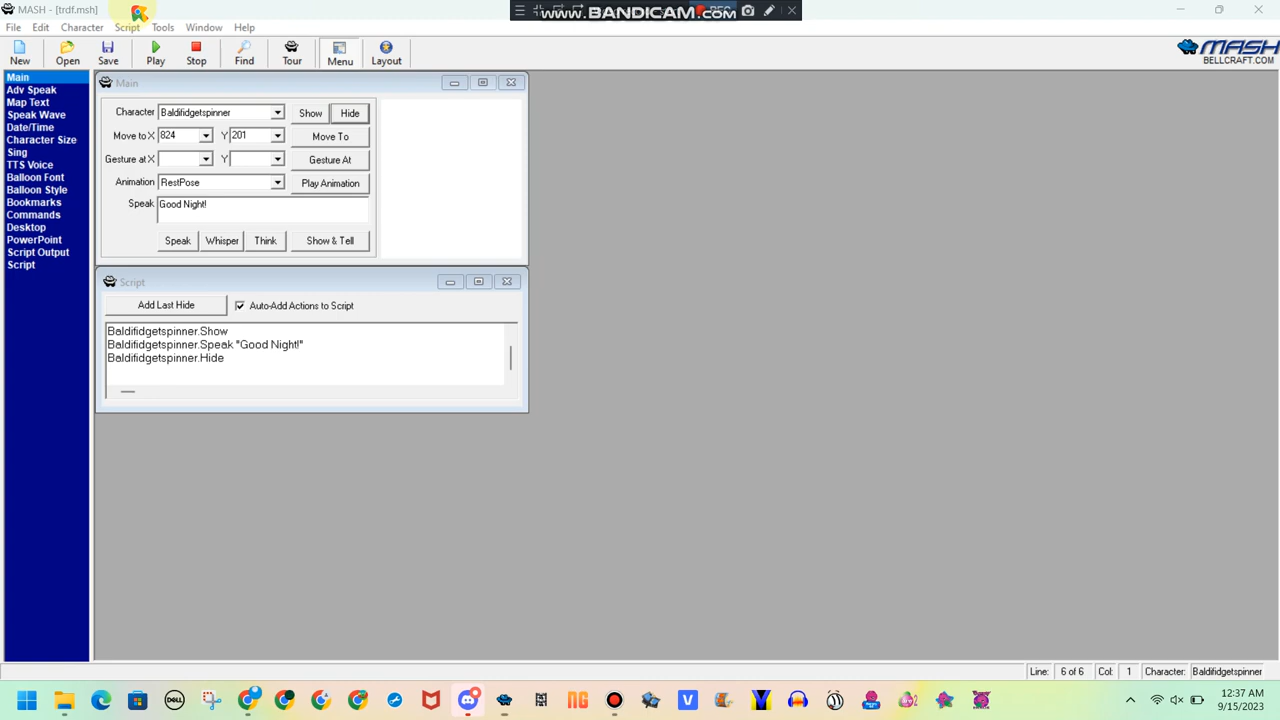 MASH - [trdf.msh]
www.BANDICAM.com
File Edit Character Script Tools Window Help
New Open Save Play Stop Find Tour Menu Layout
MASH
BELLCRAFT.COM
Main
Adv Speak
Map Text
Speak Wave
Date/Time
Character Size
Sing
TTS Voice
Balloon Font
Balloon Style
Bookmarks
Commands
Desktop
PowerPoint
Script Output
Script
Main
Character Baldifidgetspinner Show Hide
Move to X 824 Y 201 Move To
Gesture at X Y Gesture At
Animation RestPose Play Animation
Speak Good Night!
Speak Whisper Think Show & Tell
Script
Add Last Hide Auto-Add Actions to Script
Baldifidgetspinner.Show
Baldifidgetspinner.Speak "Good Night!"
Baldifidgetspinner.Hide
Line: 6 of 6 Col: 1 Character: Baldifidgetspinner
DELL NG V
12:37 AM
9/15/2023